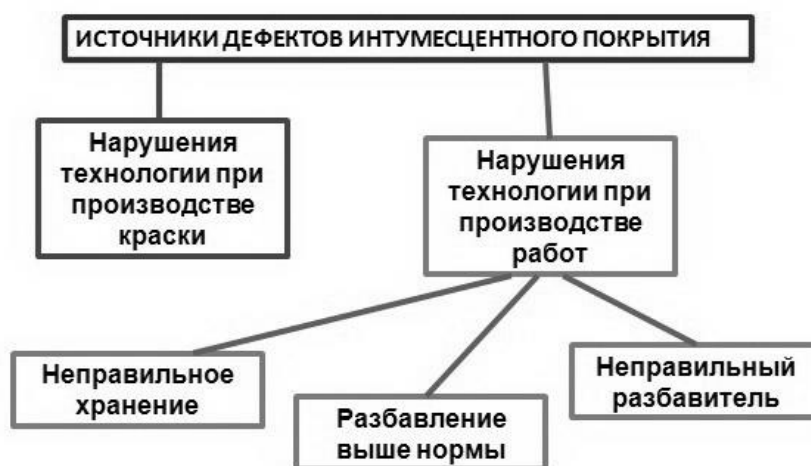 ИСТОЧНИКИ ДЕФЕКТОВ ИНТУМЕСЦЕНТНОГО ПОКРЫТИЯ
Нарушения
технологии при
производстве
краски
Нарушения
технологии при
производстве
работ
Неправильное
хранение
Разбавление
выше нормы
Неправильный
разбавитель